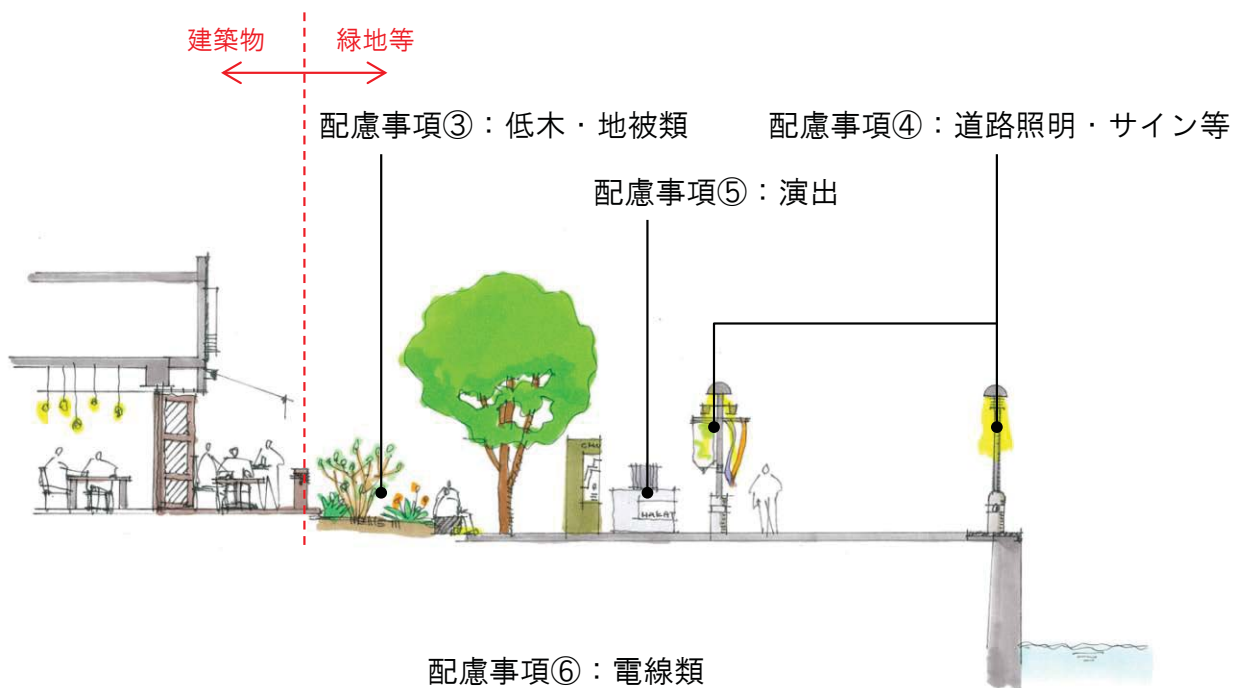 建築物
緑地等
配慮事項③：低木・地被類
配慮事項④：道路照明・サイン等
配慮事項⑤：演出
HAKAT
配慮事項⑥：電線類